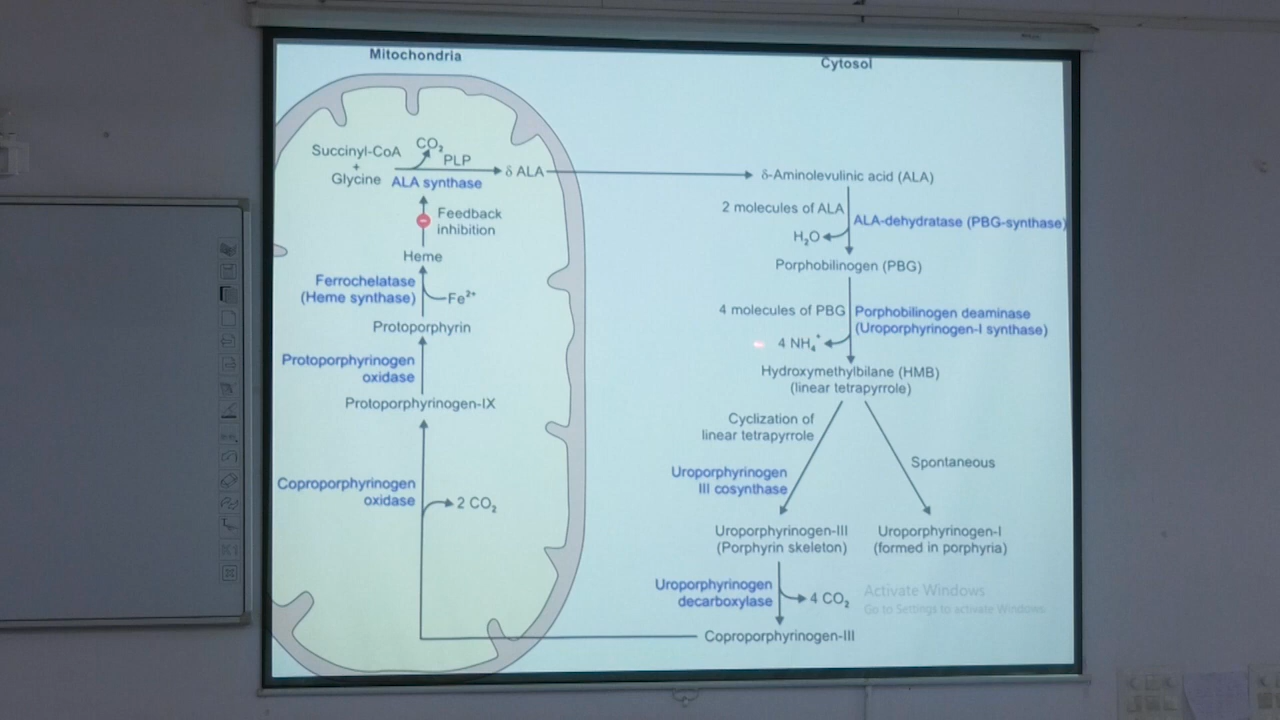 Mitochondria
Cytosol
Succinyl-CoA
+
Glycine
CO₂
PLP
ALA synthase
δ ALA
Feedback
inhibition
Heme
Ferrochelatase
(Heme synthase)
Fe²⁺
Protoporphyrin
Protoporphyrinogen
oxidase
Protoporphyrinogen-IX
Coproporphyrinogen
oxidase
2 CO₂
δ-Aminolevulinic acid (ALA)
2 molecules of ALA
ALA-dehydratase (PBG-synthase)
H₂O
Porphobilinogen (PBG)
4 molecules of PBG
Porphobilinogen deaminase
(Uroporphyrinogen-I synthase)
4 NH₄⁺
Hydroxymethylbilane (HMB)
(linear tetrapyrrole)
Cyclization of
linear tetrapyrrole
Spontaneous
Uroporphyrinogen
III cosynthase
Uroporphyrinogen-III
(Porphyrin skeleton)
Uroporphyrinogen-I
(formed in porphyria)
Uroporphyrinogen
decarboxylase
4 CO₂
Activate Windows
Go to Settings to activate Windows.
Coproporphyrinogen-III